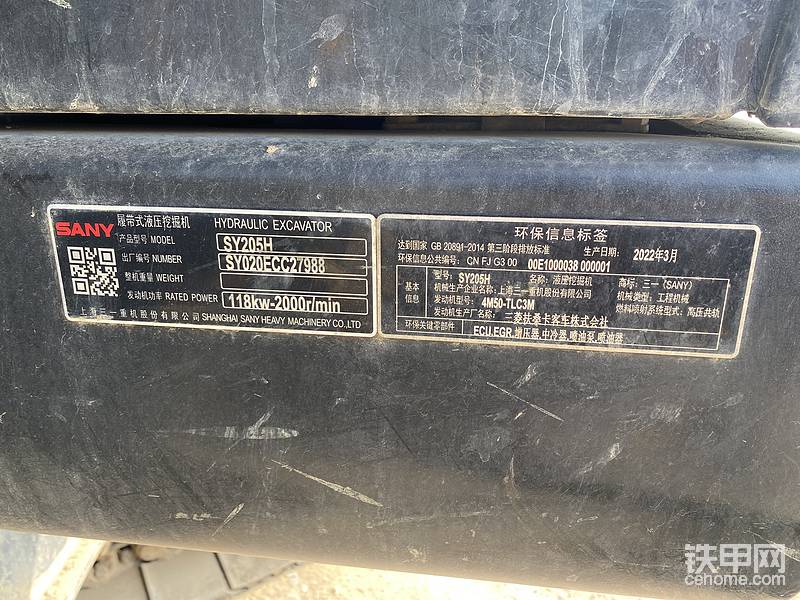 SANY 履带式液压挖掘机 HYDRAULIC EXCAVATOR
产品型号 MODEL SY205H
出厂编号 NUMBER SY020ECC27988
整机重量 WEIGHT
发动机功率 RATED POWER 118kw-2000r/min
上海三一重机股份有限公司 SHANGHAI SANY HEAVY MACHINERY CO.,LTD
环保信息标签
达到国家 GB 20891-2014 第三阶段排放标准 生产日期: 2022年3月
环保信息公共编号: CN FJ G3 00 00E1000038 000001
基本信息
型号: SY205H 名称: 液压挖掘机 商标: 三一 (SANY)
机械生产企业名称: 上海三一重机股份有限公司 机械类型: 工程机械
发动机型号: 4M50-TLC3M 燃料喷射系统型式: 高压共轨
发动机生产厂名称: 三菱扶桑卡客车株式会社
环保关键零部件 ECU,EGR,增压器,中冷器,喷油泵,喷油器
铁甲网
cehome.com